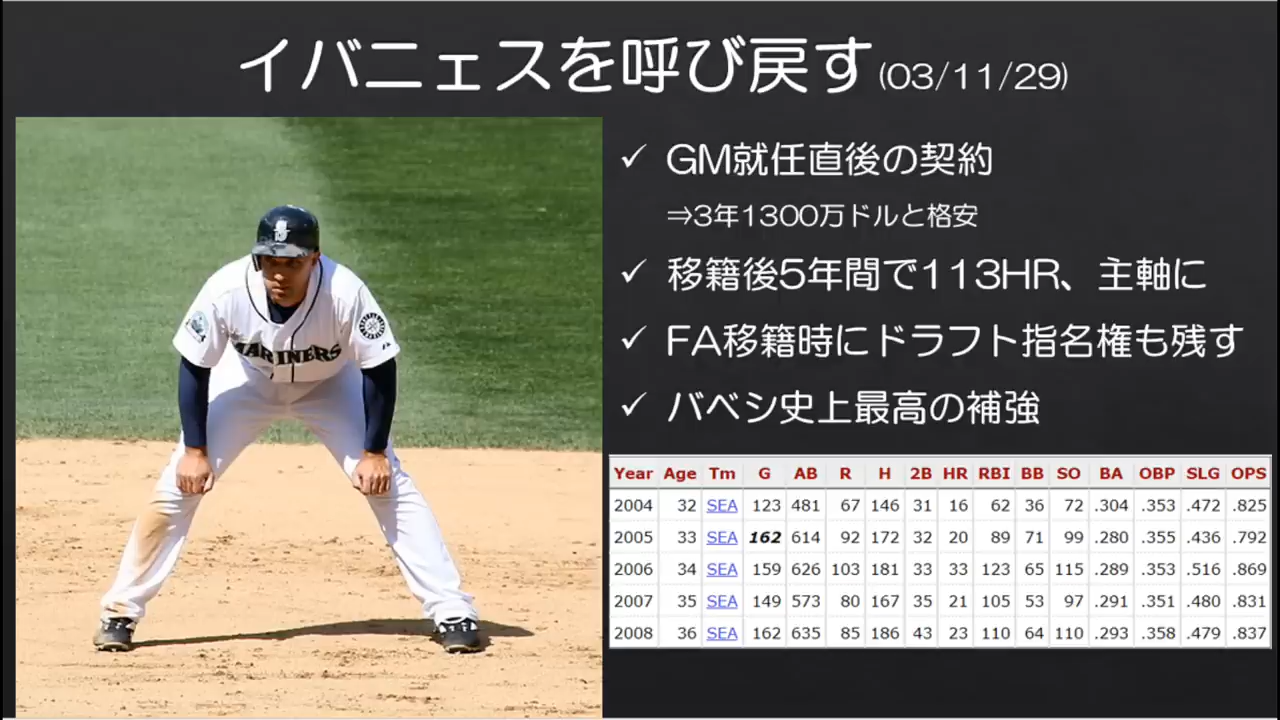 イバニェスを呼び戻す(03/11/29)
✓ GM就任直後の契約
⇒3年1300万ドルと格安
✓ 移籍後5年間で113HR、主軸に
✓ FA移籍時にドラフト指名権も残す
✓ バベシ史上最高の補強
MARINERS
Year Age Tm G AB R H 2B HR RBI BB SO BA OBP SLG OPS
2004 32 SEA 123 481 67 146 31 16 62 36 72 .304 .353 .472 .825
2005 33 SEA 162 614 92 172 32 20 89 71 99 .280 .355 .436 .792
2006 34 SEA 159 626 103 181 33 33 123 65 115 .289 .353 .516 .869
2007 35 SEA 149 573 80 167 35 21 105 53 97 .291 .351 .480 .831
2008 36 SEA 162 635 85 186 43 23 110 64 110 .293 .358 .479 .837